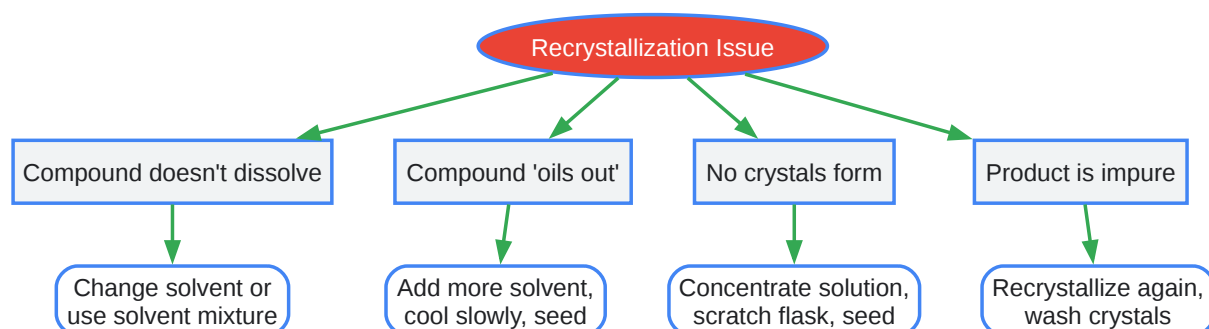 Recrystallization Issue
Compound doesn't dissolve
Compound 'oils out'
No crystals form
Product is impure
Change solvent or
use solvent mixture
Add more solvent,
cool slowly, seed
Concentrate solution,
scratch flask, seed
Recrystallize again,
wash crystals